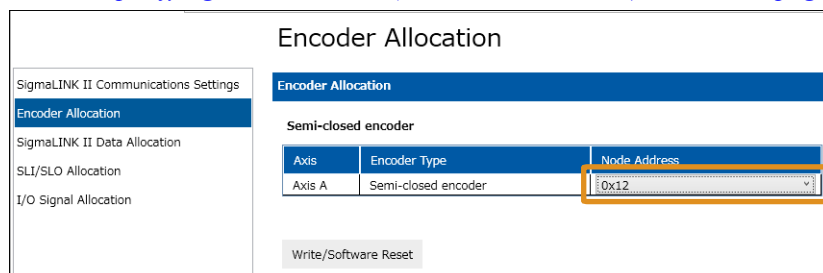 Encoder Allocation
SigmaLINK II Communications Settings
Encoder Allocation
SigmaLINK II Data Allocation
SLI/SLO Allocation
I/O Signal Allocation
Encoder Allocation
Semi-closed encoder
Axis Encoder Type Node Address
Axis A Semi-closed encoder 0x12
Write/Software Reset